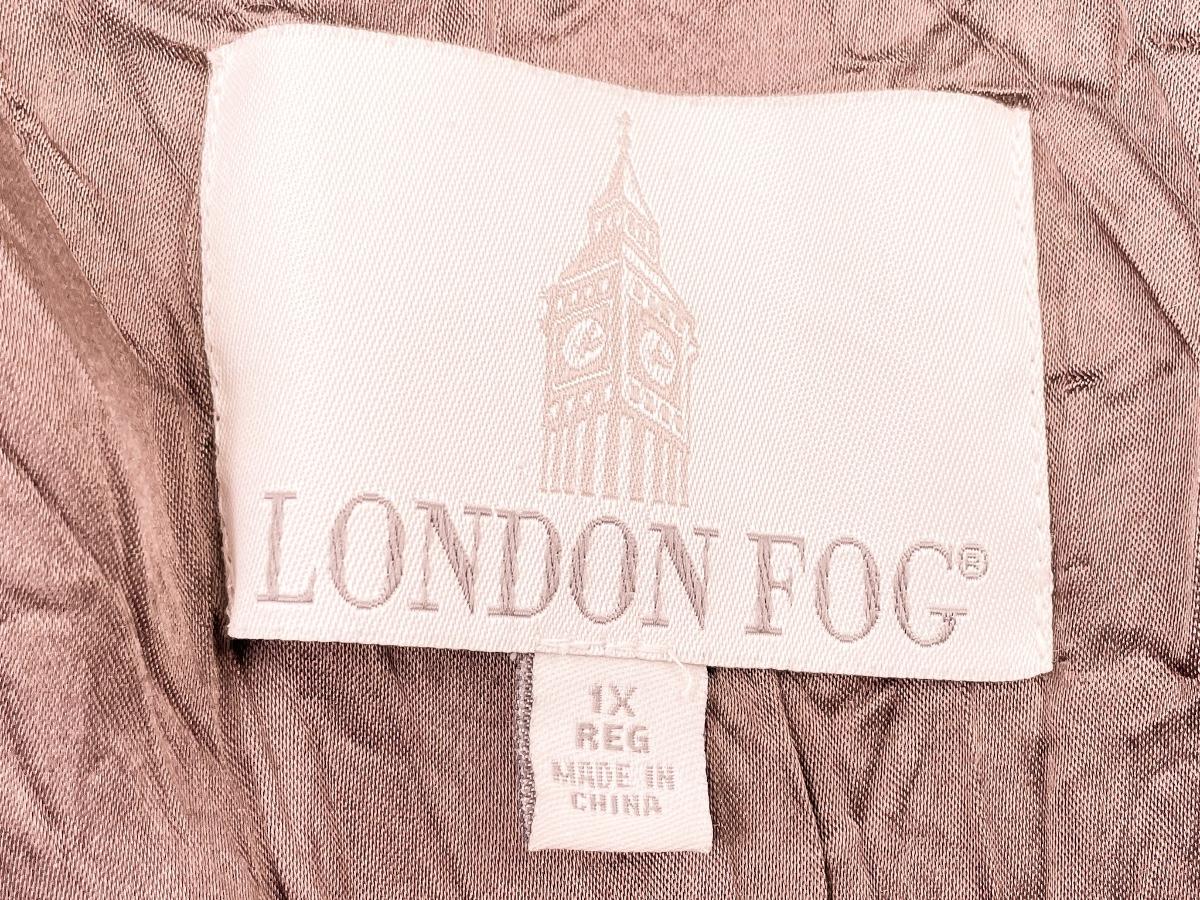 LONDON FOG®
1X
REG
MADE IN
CHINA